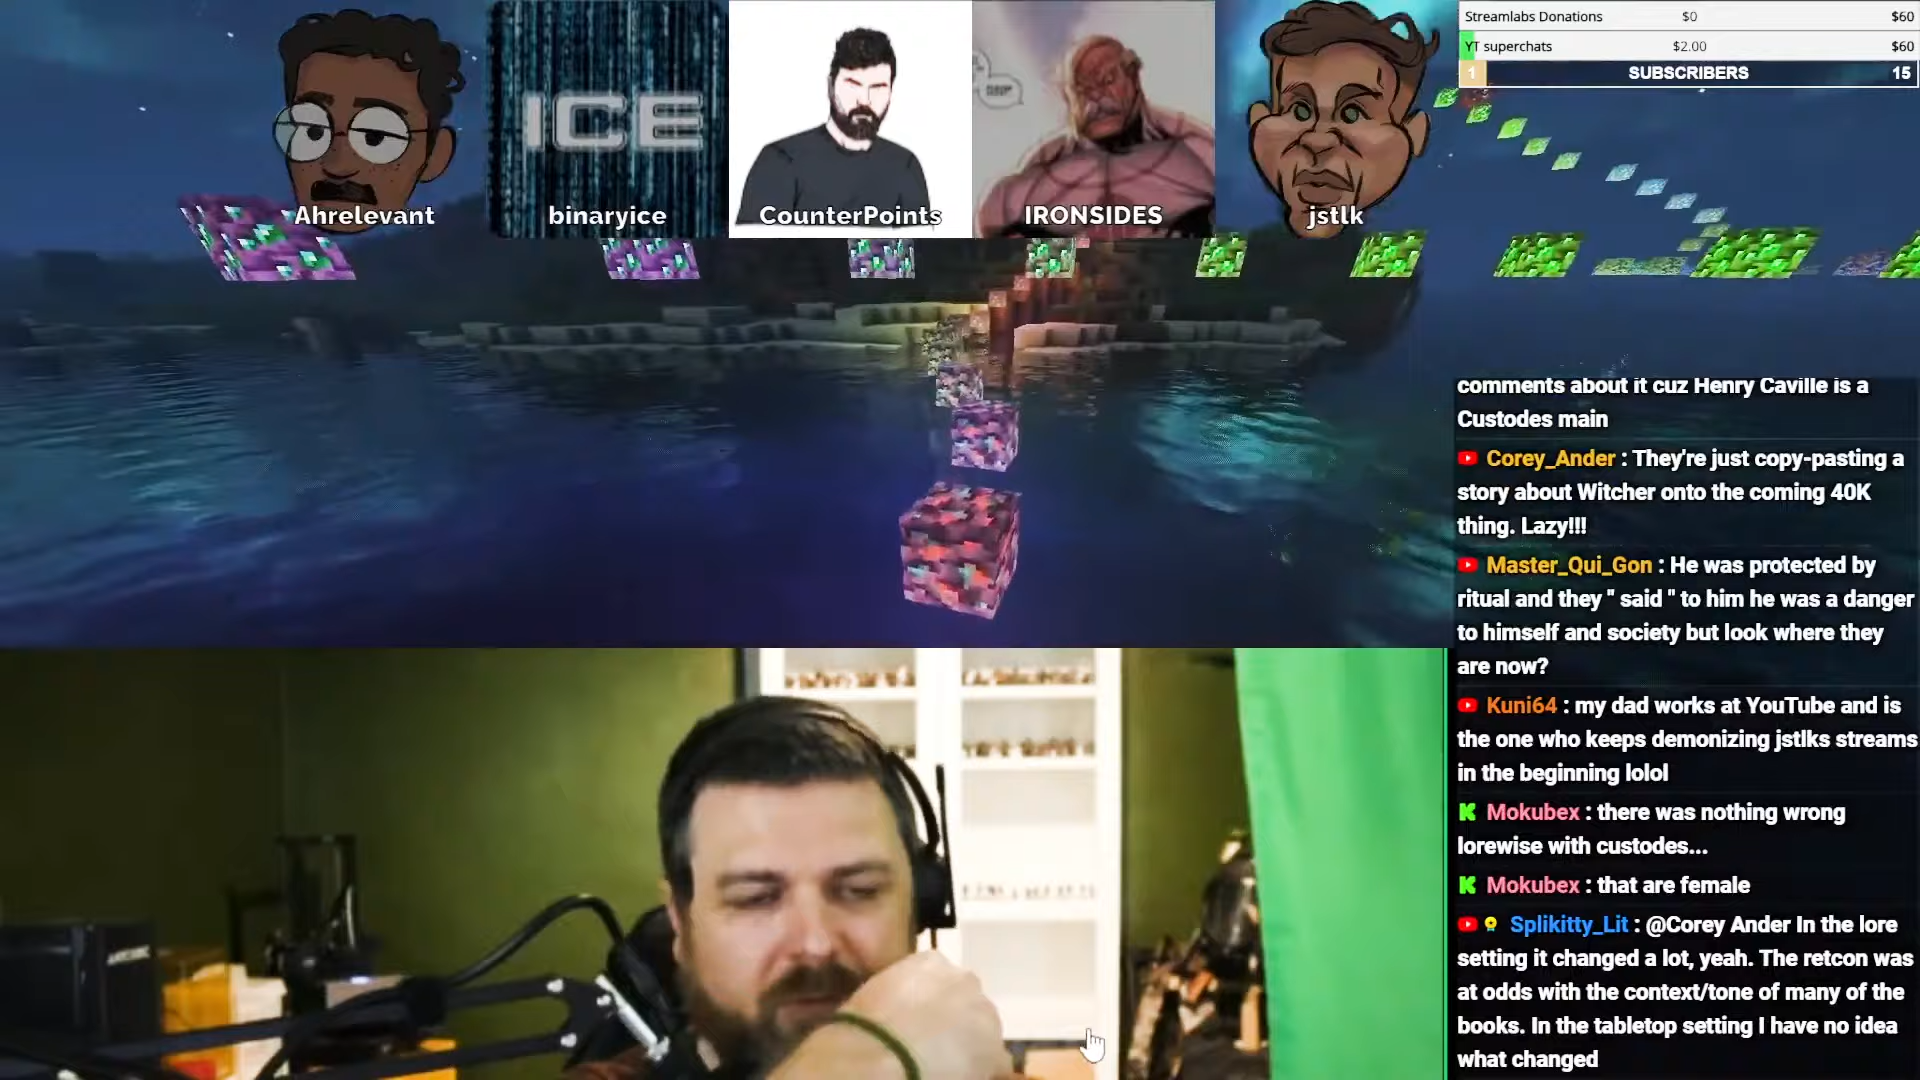 Streamlabs Donations $0 $60
YT superchats $2.00 $60
1 SUBSCRIBERS 15
ICE
Ahrelevant
binaryice
CounterPoints
IRONSIDES
jstlk
comments about it cuz Henry Caville is a
Custodes main
Corey_Ander : They're just copy-pasting a
story about Witcher onto the coming 40K
thing. Lazy!!!
Master_Qui_Gon : He was protected by
ritual and they " said " to him he was a danger
to himself and society but look where they
are now?
Kuni64 : my dad works at YouTube and is
the one who keeps demonizing jstlks streams
in the beginning lolol
Mokubex : there was nothing wrong
lorewise with custodes...
Mokubex : that are female
Splikitty_Lit : @Corey Ander In the lore
setting it changed a lot, yeah. The retcon was
at odds with the context/tone of many of the
books. In the tabletop setting I have no idea
what changed